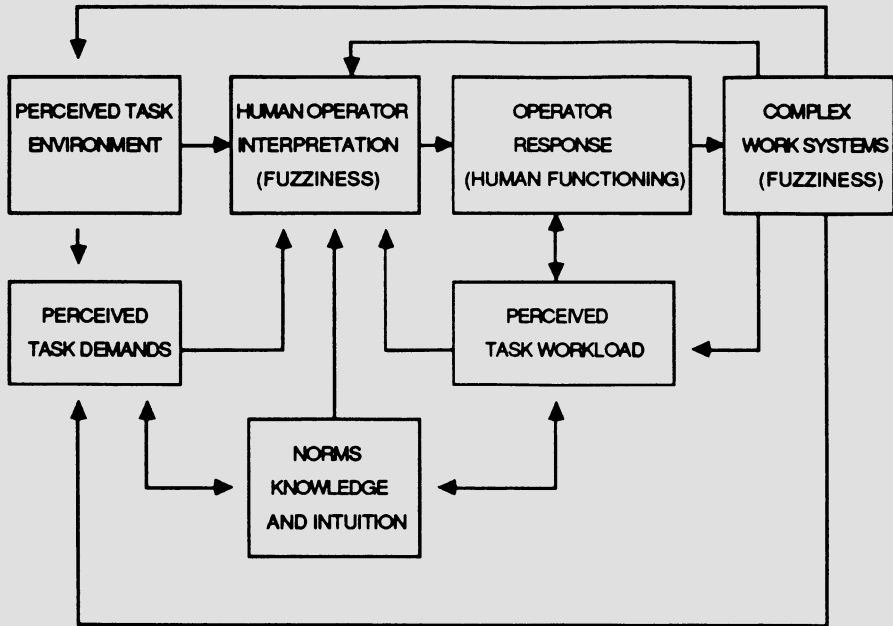 PERCEIVED TASK
ENVIRONMENT
HUMAN OPERATOR
INTERPRETATION
(FUZZINESS)
OPERATOR
RESPONSE
(HUMAN FUNCTIONING)
COMPLEX
WORK SYSTEMS
(FUZZINESS)
PERCEIVED
TASK DEMANDS
PERCEIVED
TASK WORKLOAD
NORMS
KNOWLEDGE
AND INTUITION